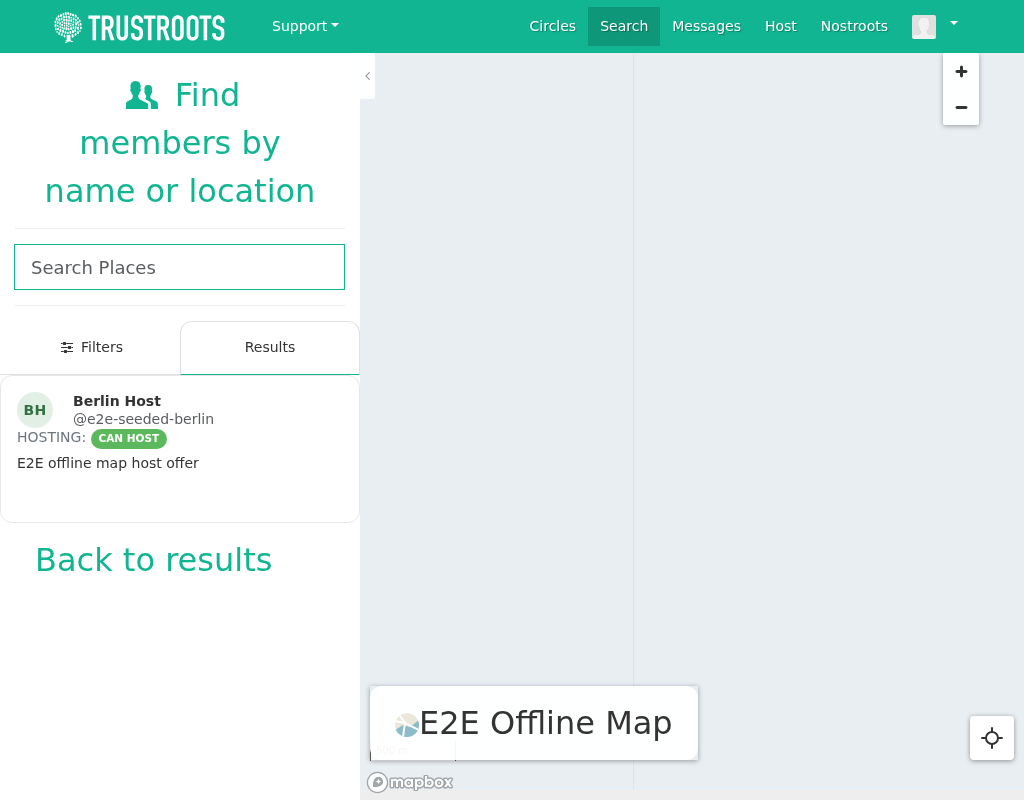 TRUSTROOTS
Support
Circles
Search
Messages
Host
Nostroots
Find
members by
name or location
Search Places
Filters
Results
BH
Berlin Host
@e2e-seeded-berlin
HOSTING: CAN HOST
E2E offline map host offer
Back to results
E2E Offline Map
mapbox